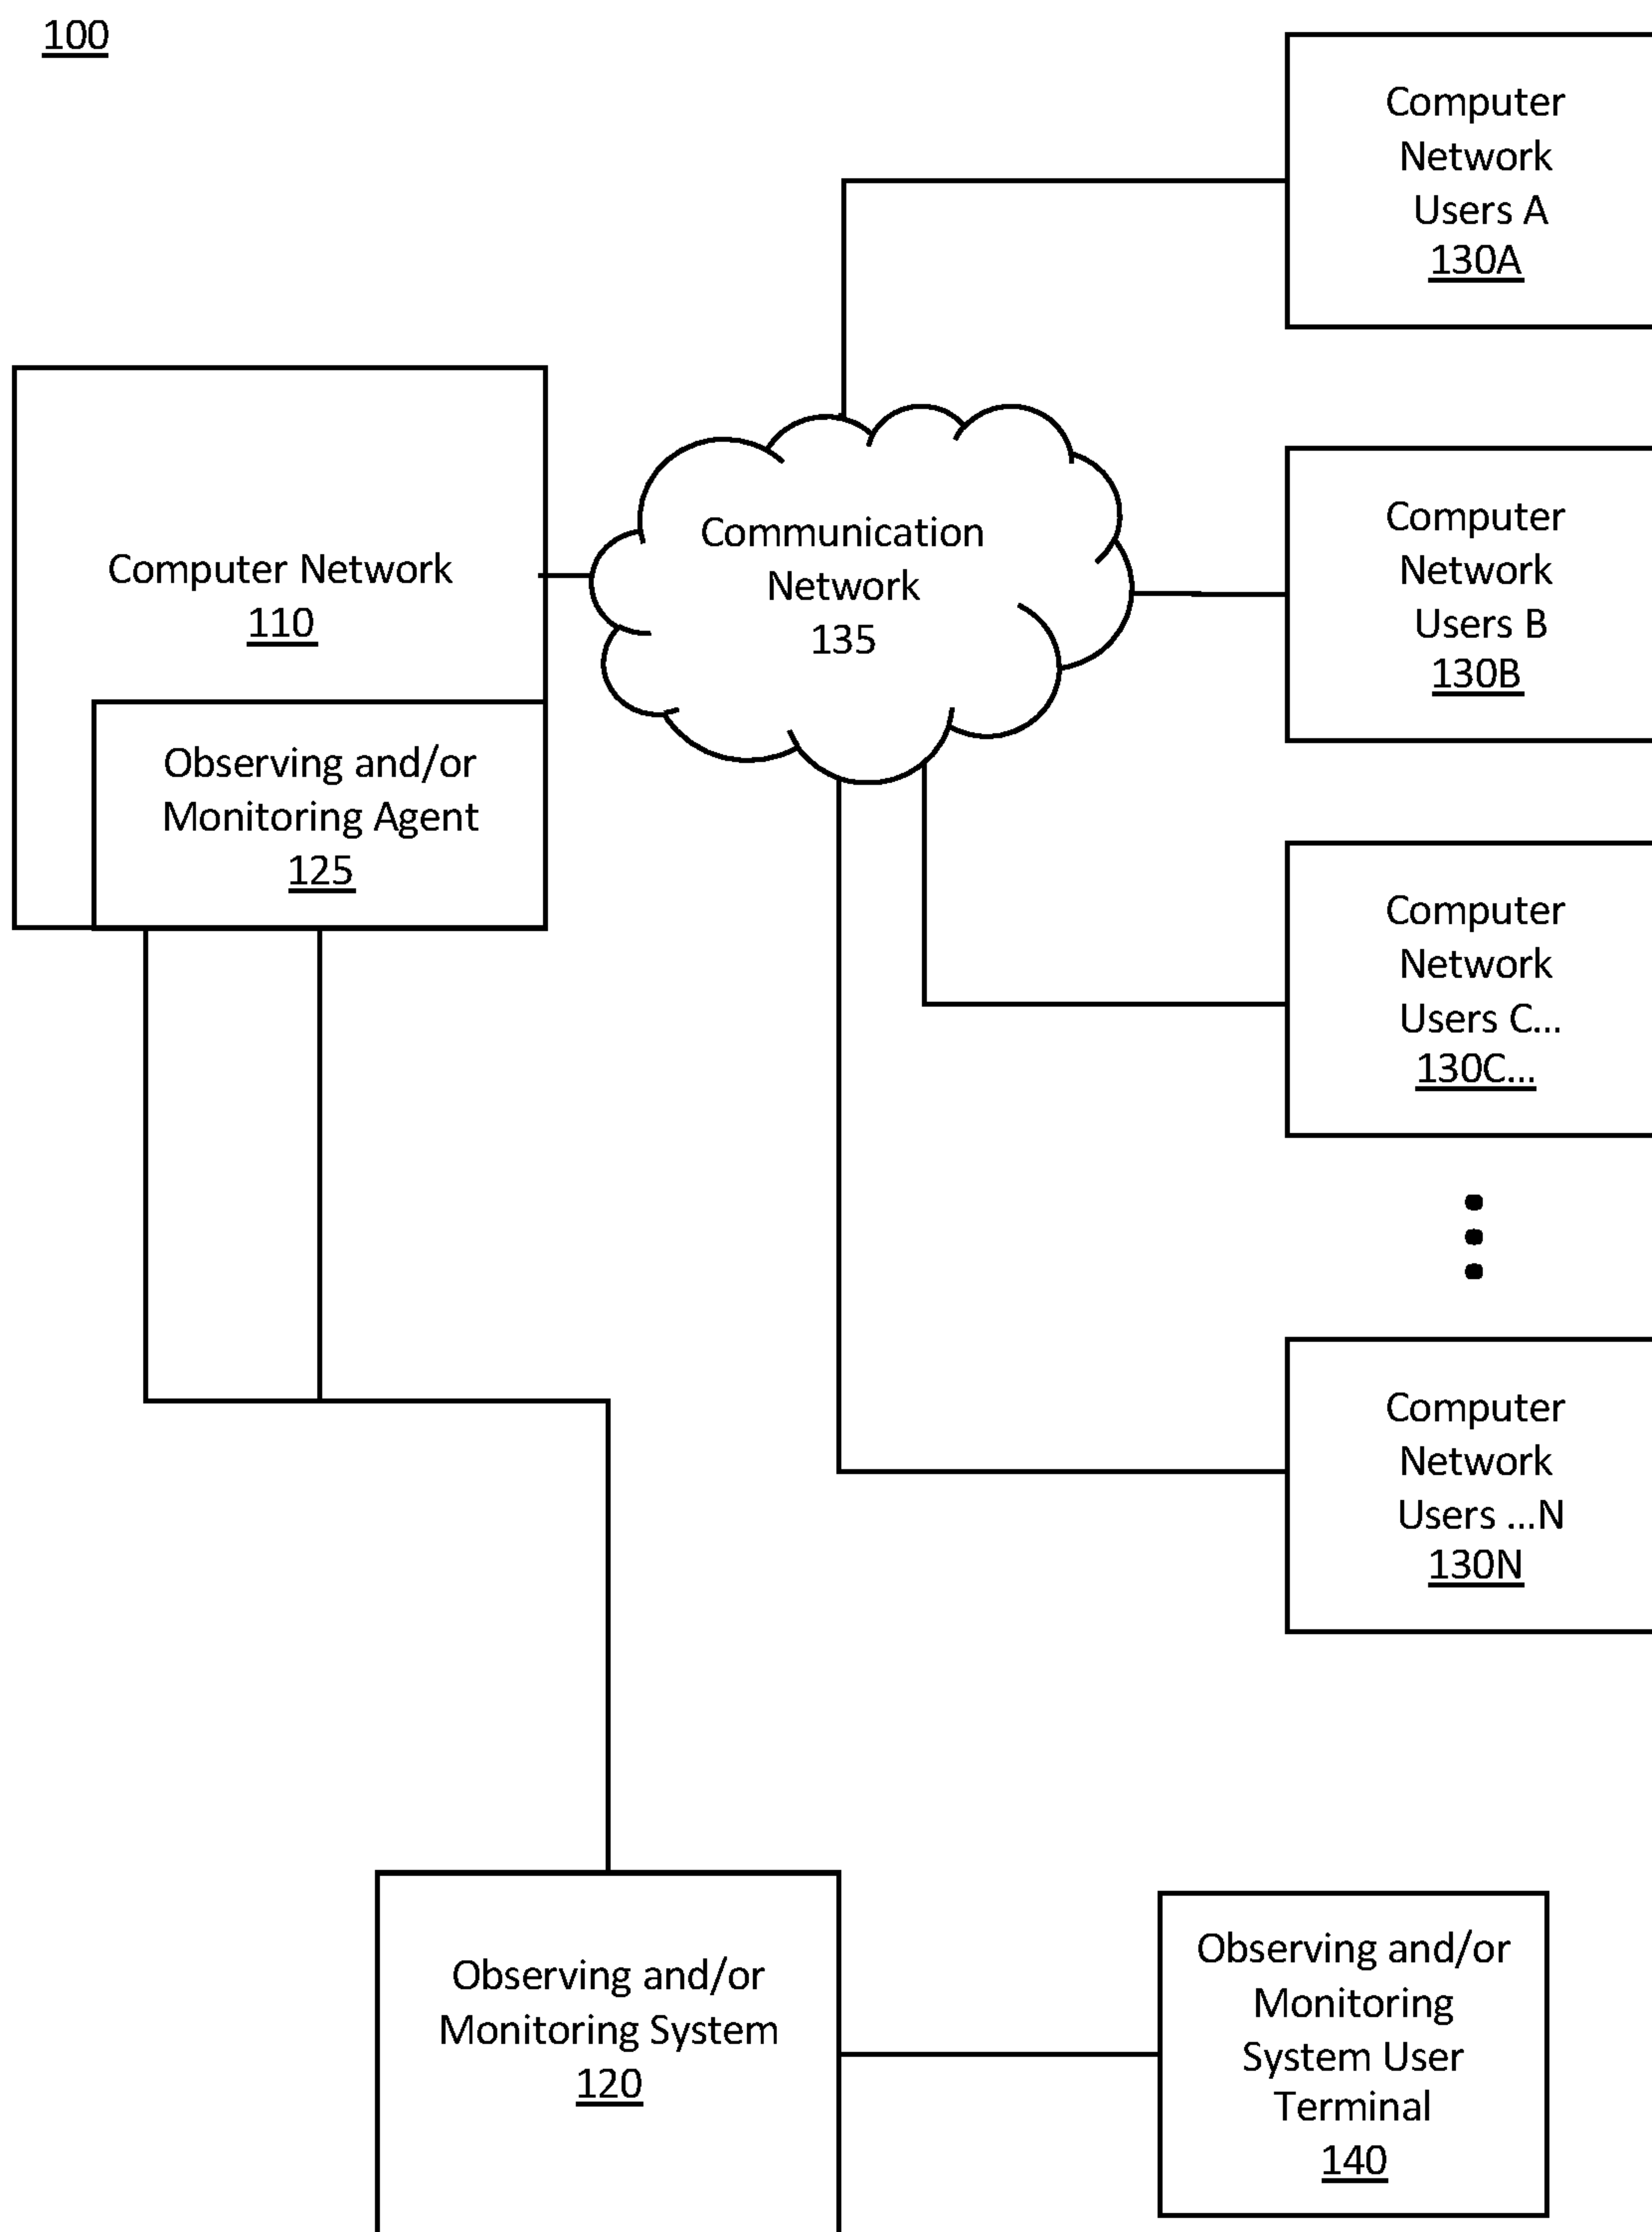 100
Computer
Network
Users A
130A
Computer Network
110
Communication
Network
135
Computer
Network
Users B
130B
Observing and/or
Monitoring Agent
125
Computer
Network
Users C...
130C...
Computer
Network
Users ...N
130N
Observing and/or
Monitoring System
120
Observing and/or
Monitoring
System User
Terminal
140